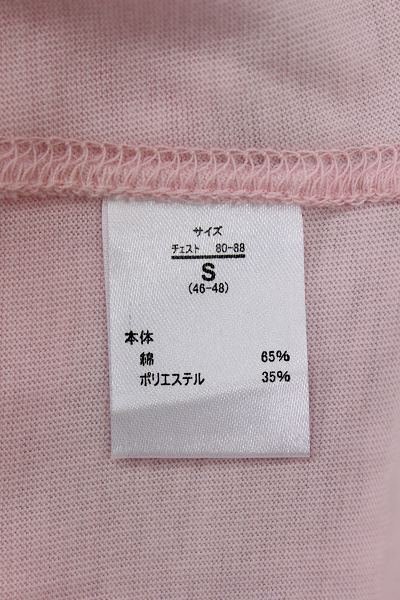 サイズ
チェスト 80-88
S
(46-48)
本体
綿 65%
ポリエステル 35%